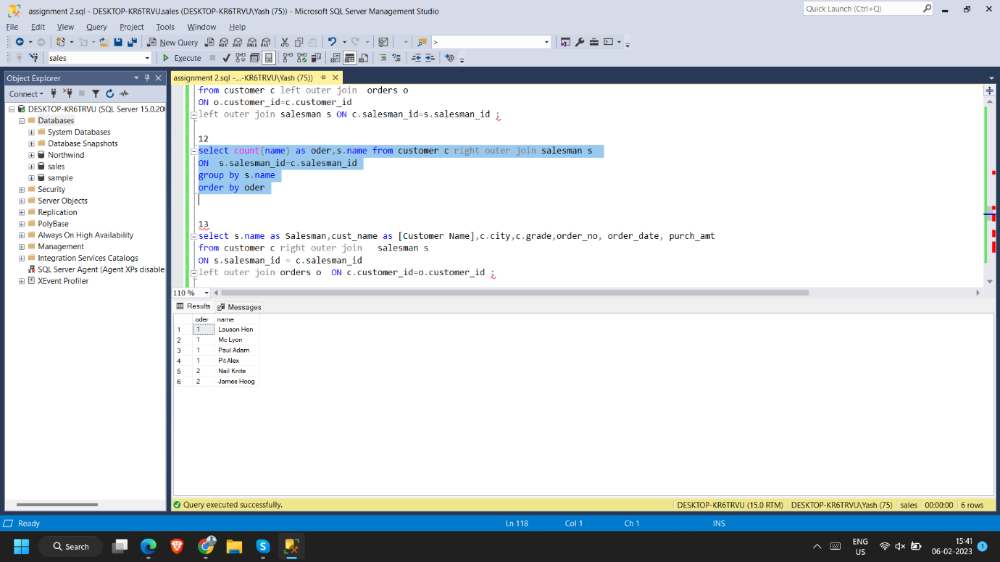 assignment 2.sql - DESKTOP-KR6TRVU.sales (DESKTOP-KR6TRVU\Yash (75)) - Microsoft SQL Server Management Studio
Quick Launch (Ctrl+Q)
File Edit View Query Project Tools Window Help
New Query
>
sales
Execute
Object Explorer
Connect
DESKTOP-KR6TRVU (SQL Server 15.0.200
Databases
System Databases
Database Snapshots
Northwind
sales
sample
Security
Server Objects
Replication
PolyBase
Always On High Availability
Management
Integration Services Catalogs
SQL Server Agent (Agent XPs disable
XEvent Profiler
assignment 2.sql -...-KR6TRVU\Yash (75))
from customer c left outer join  orders o
ON o.customer_id=c.customer_id
left outer join salesman s ON c.salesman_id=s.salesman_id ;
12
select count(name) as oder,s.name from customer c right outer join salesman s
ON  s.salesman_id=c.salesman_id
group by s.name
order by oder
13
select s.name as Salesman,cust_name as [Customer Name],c.city,c.grade,order_no, order_date, purch_amt
from customer c right outer join   salesman s
ON s.salesman_id = c.salesman_id
left outer join orders o  ON c.customer_id=o.customer_id ;
110 %
Results Messages
oder name
1 1 Lauson Hen
2 1 Mc Lyon
3 1 Paul Adam
4 1 Pit Alex
5 2 Nail Knite
6 2 James Hoog
Query executed successfully.
DESKTOP-KR6TRVU (15.0 RTM) DESKTOP-KR6TRVU\Yash (75) sales 00:00:00 6 rows
Ready
Ln 118 Col 1 Ch 1 INS
Search
ENG
US
15:41
06-02-2023
1